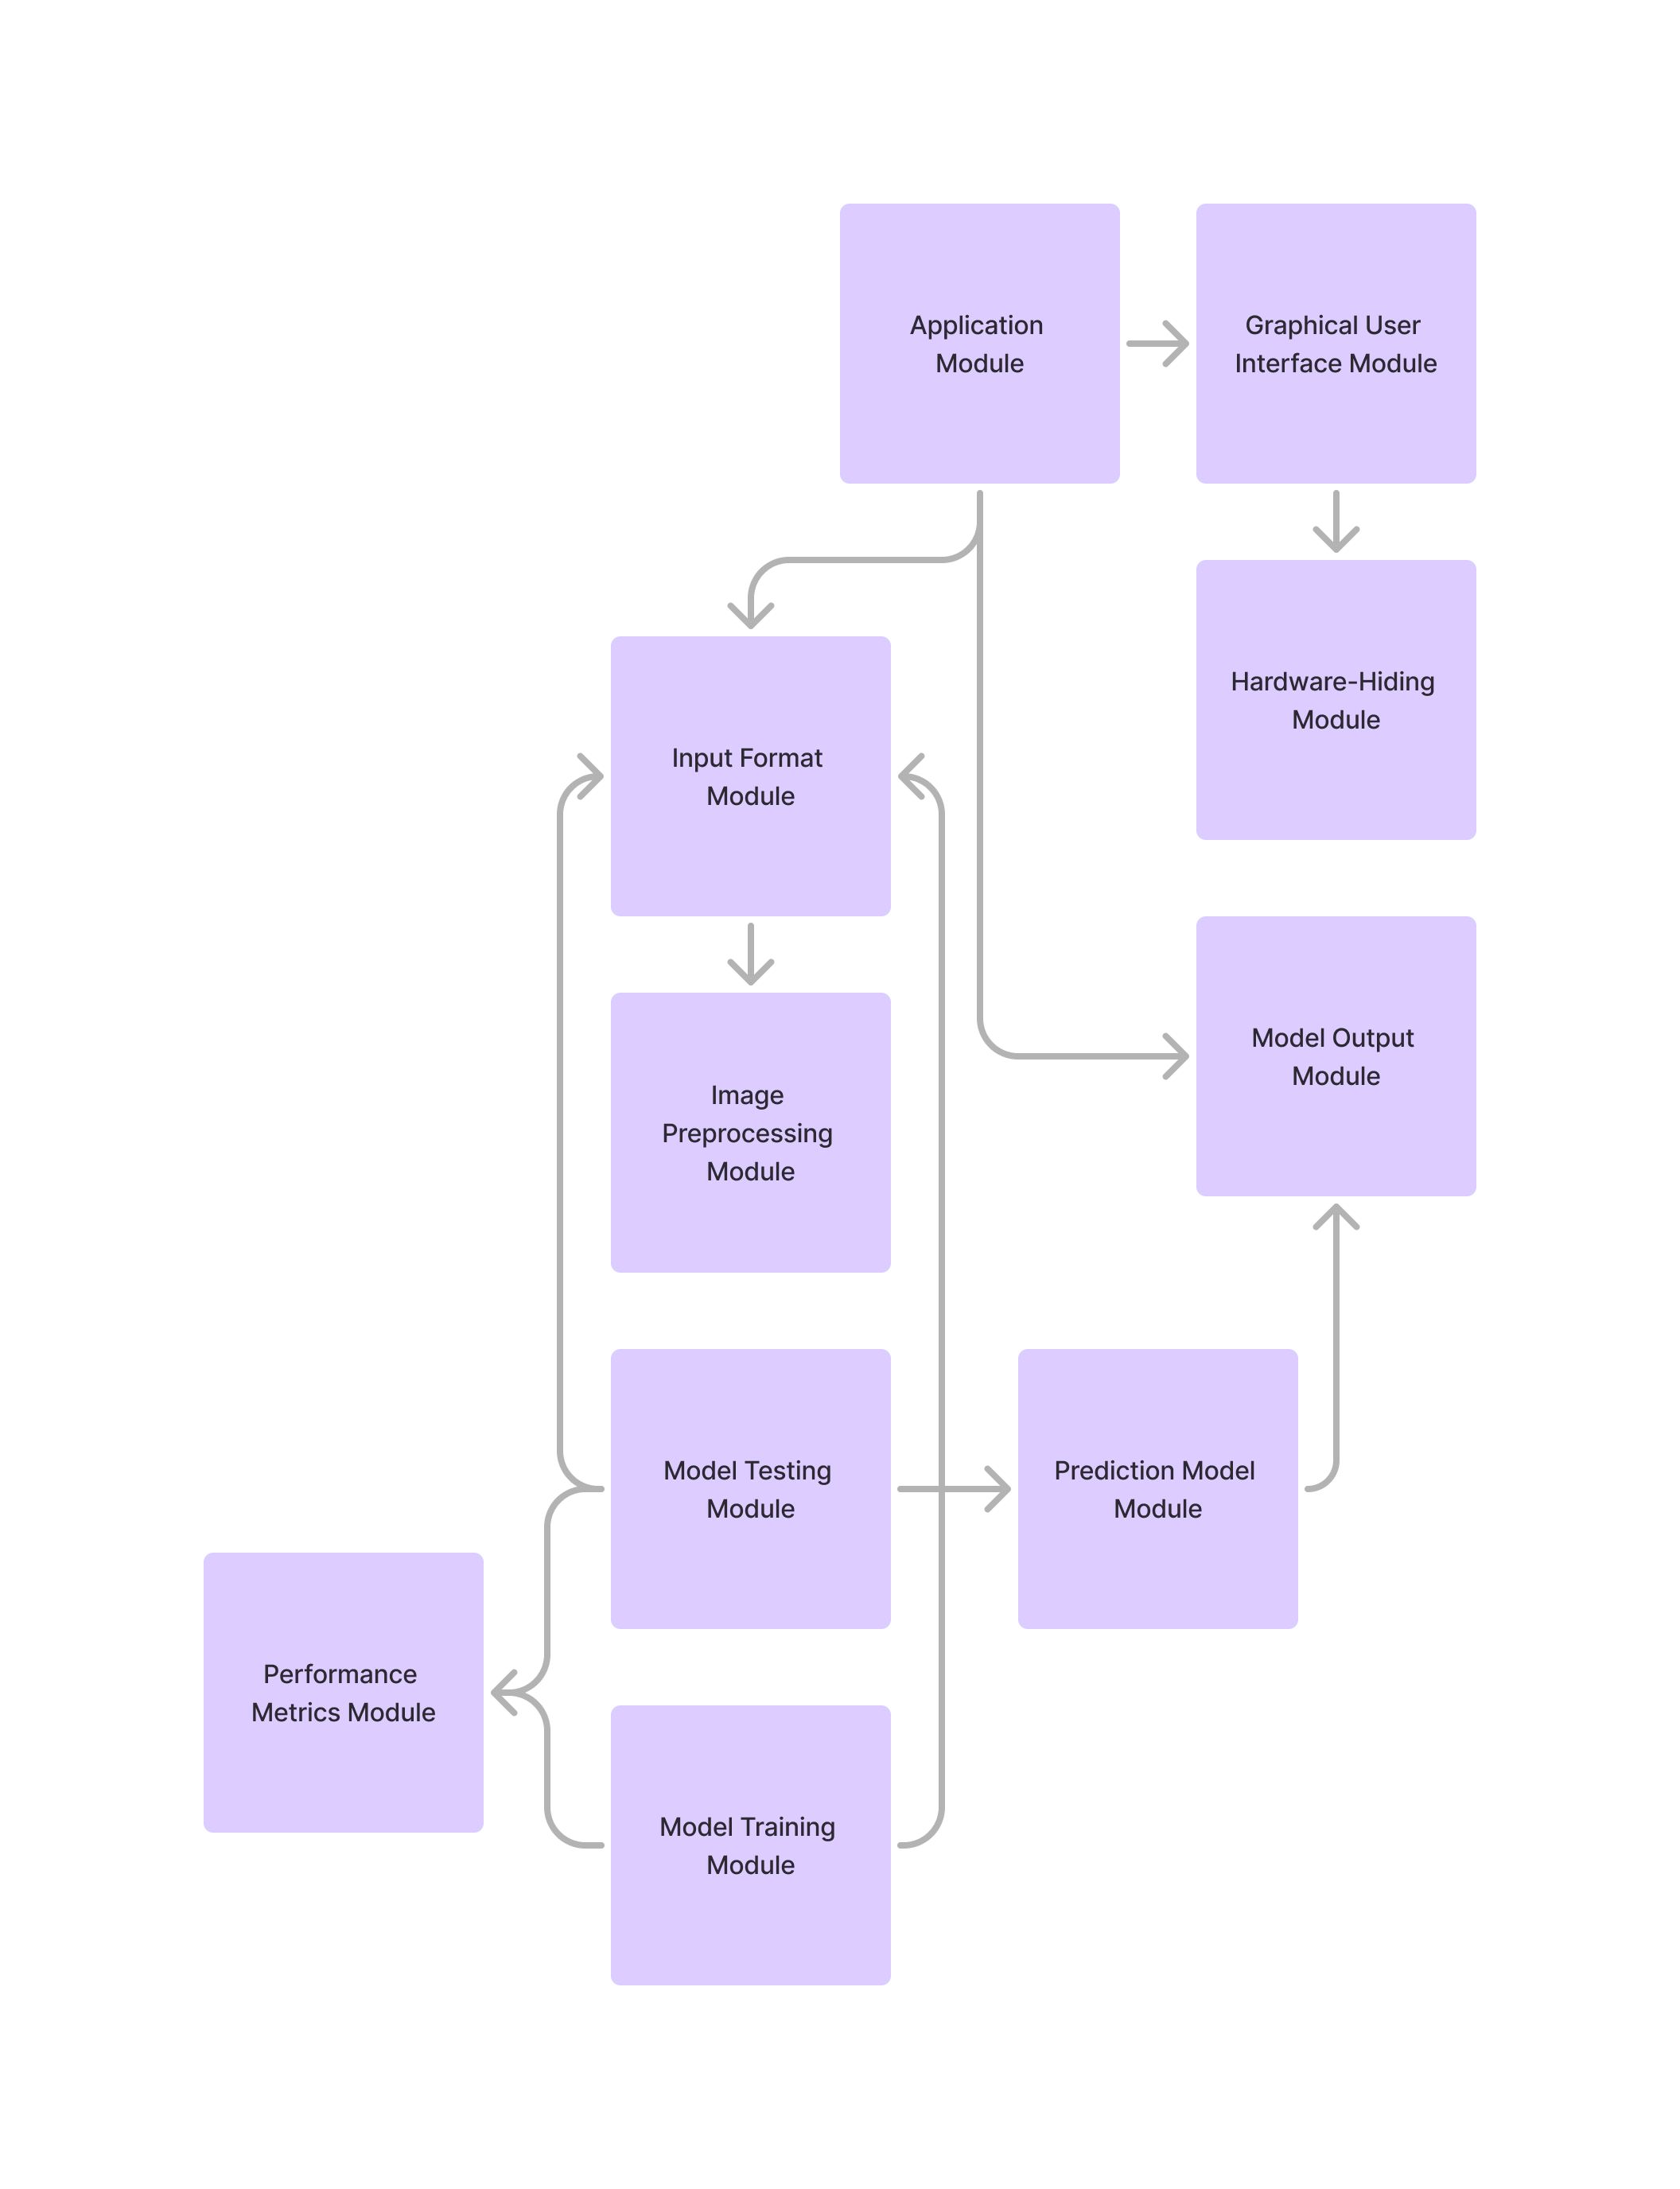 Application
Module
Graphical User
Interface Module
Hardware-Hiding
Module
Input Format
Module
Model Output
Module
Image
Preprocessing
Module
Model Testing
Module
Prediction Model
Module
Performance
Metrics Module
Model Training
Module